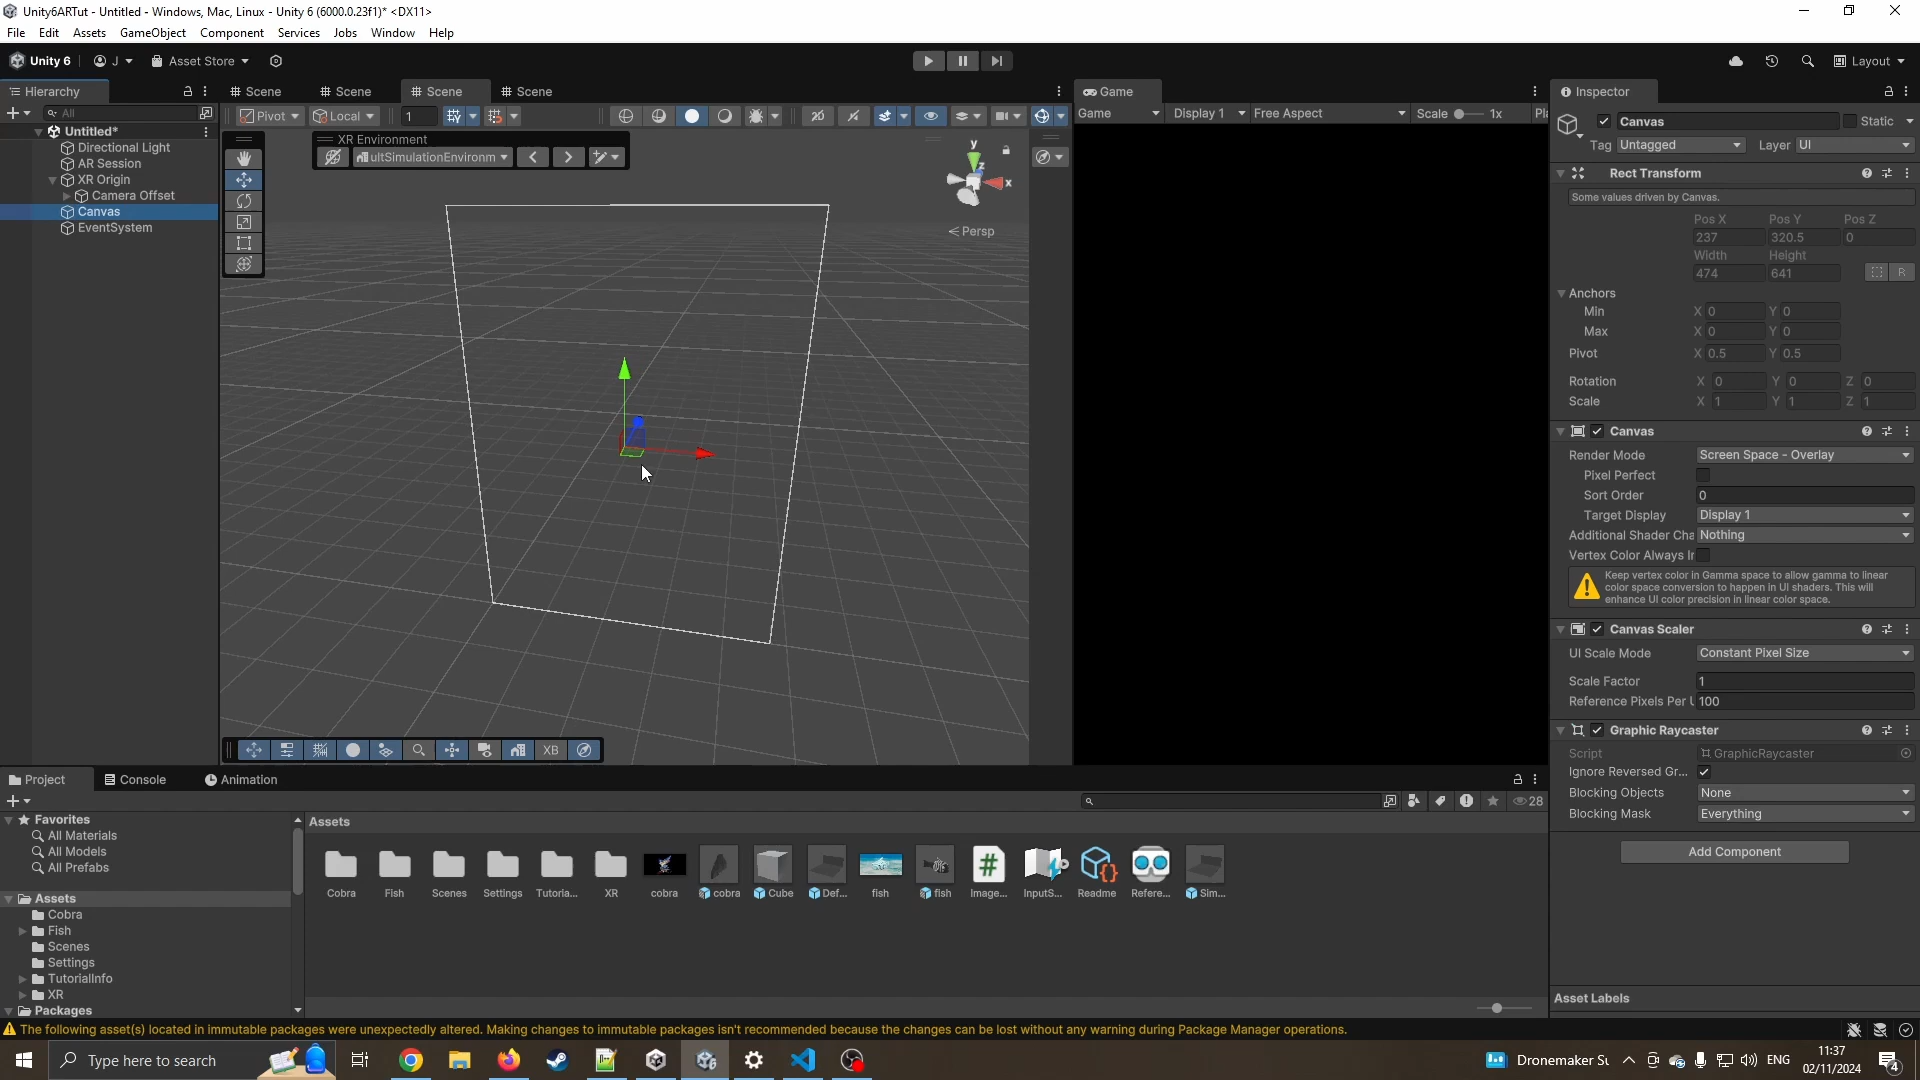 Unity6ARTut - Untitled - Windows, Mac, Linux - Unity 6 (6000.0.23f1)* <DX11>
File Edit Assets GameObject Component Services Jobs Window Help
Unity 6 J Asset Store Layout
Hierarchy Scene Scene Scene Scene Game Inspector
All Pivot Local 1 Game Display 1 Free Aspect Scale 1x Pl
Untitled*
Directional Light
AR Session
XR Origin
Camera Offset
Canvas
EventSystem
XR Environment
ultSimulationEnvironm
y
z
x
Persp
XB
Canvas Static
Tag Untagged Layer UI
Rect Transform
Some values driven by Canvas.
Pos X Pos Y Pos Z
237 320.5 0
Width Height
474 641 R
Anchors
Min X 0 Y 0
Max X 0 Y 0
Pivot X 0.5 Y 0.5
Rotation X 0 Y 0 Z 0
Scale X 1 Y 1 Z 1
Canvas
Render Mode Screen Space - Overlay
Pixel Perfect
Sort Order 0
Target Display Display 1
Additional Shader Cha Nothing
Vertex Color Always I
Keep vertex color in Gamma space to allow gamma to linear
color space conversion to happen in UI shaders. This will
enhance UI color precision in linear color space.
Canvas Scaler
UI Scale Mode Constant Pixel Size
Scale Factor 1
Reference Pixels Per U 100
Graphic Raycaster
Script GraphicRaycaster
Ignore Reversed Gr...
Blocking Objects None
Blocking Mask Everything
Add Component
Asset Labels
Project Console Animation
28
Favorites
All Materials
All Models
All Prefabs
Assets
Cobra
Fish
Scenes
Settings
TutorialInfo
XR
Packages
Assets
Cobra Fish Scenes Settings Tutoria... XR cobra cobra Cube Def... fish fish Image... InputS... Readme Refere... Sim...
The following asset(s) located in immutable packages were unexpectedly altered. Making changes to immutable packages isn't recommended because the changes can be lost without any warning during Package Manager operations.
Type here to search Dronemaker Su ENG 11:37
02/11/2024 4